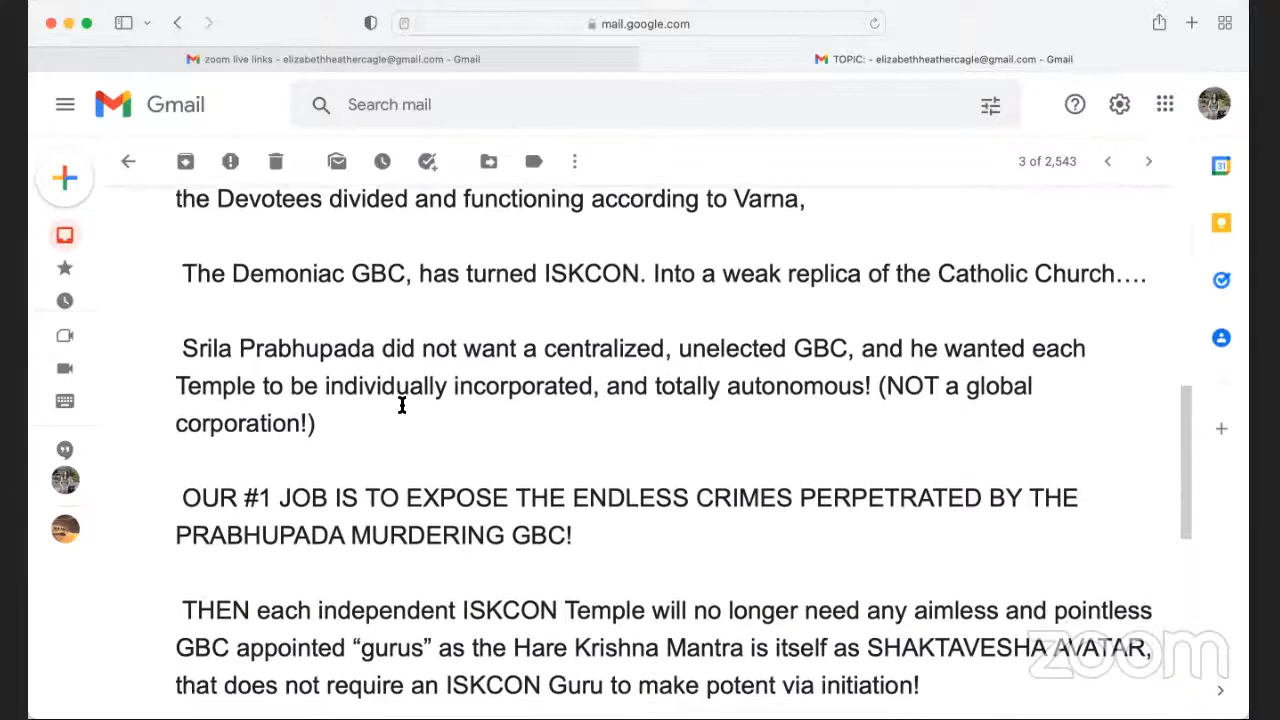 mail.google.com
zoom live links - elizabethheathercagle@gmail.com - Gmail
TOPIC: - elizabethheathercagle@gmail.com - Gmail
Gmail
Search mail
3 of 2,543
31
the Devotees divided and functioning according to Varna,
The Demoniac GBC, has turned ISKCON. Into a weak replica of the Catholic Church….
Srila Prabhupada did not want a centralized, unelected GBC, and he wanted each
Temple to be individually incorporated, and totally autonomous! (NOT a global
corporation!)
OUR #1 JOB IS TO EXPOSE THE ENDLESS CRIMES PERPETRATED BY THE
PRABHUPADA MURDERING GBC!
THEN each independent ISKCON Temple will no longer need any aimless and pointless
GBC appointed “gurus” as the Hare Krishna Mantra is itself as SHAKTAVESHA AVATAR,
that does not require an ISKCON Guru to make potent via initiation!
zoom